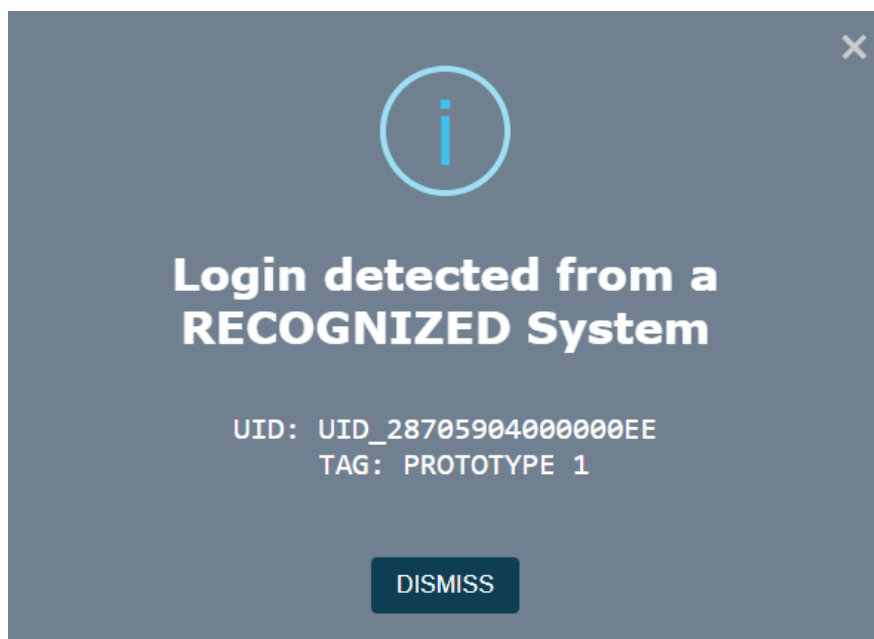 Login detected from a
RECOGNIZED System
UID: UID_28705904000000EE
TAG: PROTOTYPE 1
DISMISS